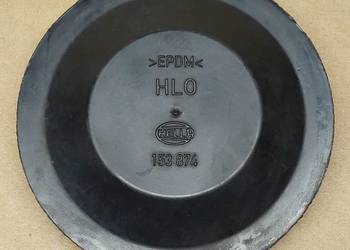 >EPDM<
HLO
HELLA
153 874